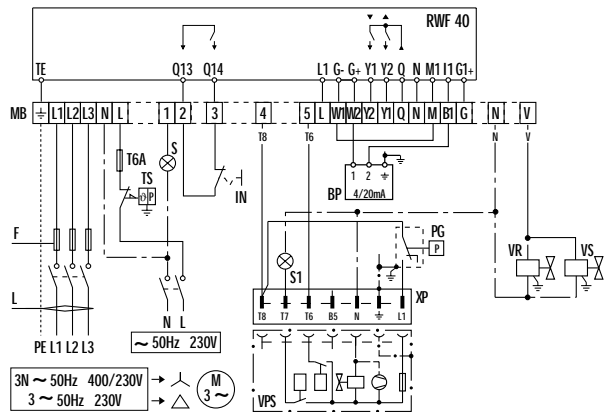 RWF 40
TE Q13 Q14 L1 G- G+ Y1 Y2 Q N M1 I1 G1+
MB L1 L2 L3 N L 1 2 3 4 5 L W1 W2 Y2 Y1 Q N M B1 G N V
T8 T6 N V
T6A
S
TS
P
IN
1 2
BP 4/20mA
F
PG
P
S1
VR VS
XP
L
T8 T7 T6 B5 N L1
N L
PE L1 L2 L3
~ 50Hz 230V
3N ~ 50Hz 400/230V
3 ~ 50Hz 230V
M
3 ~
VPS